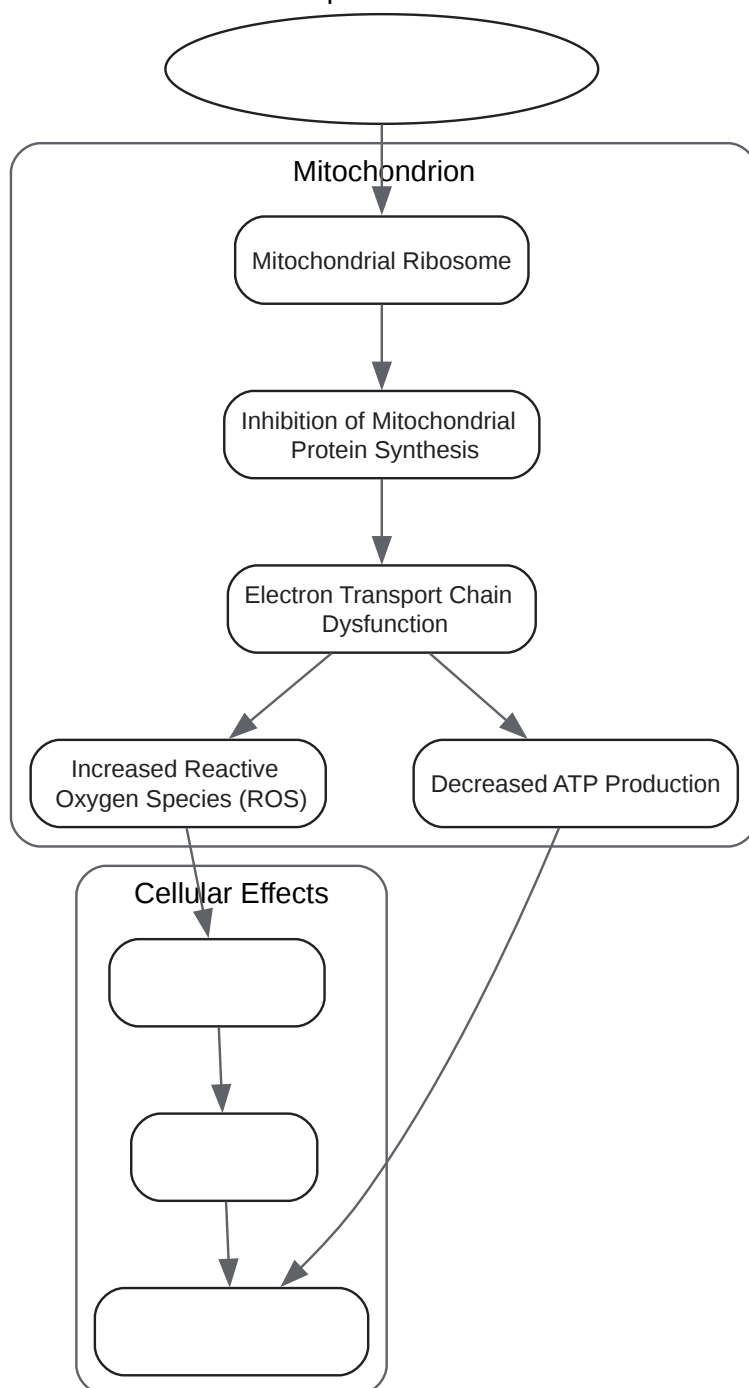 Mitochondrion
Mitochondrial Ribosome
Inhibition of Mitochondrial
Protein Synthesis
Electron Transport Chain
Dysfunction
Increased Reactive
Oxygen Species (ROS)
Decreased ATP Production
Cellular Effects